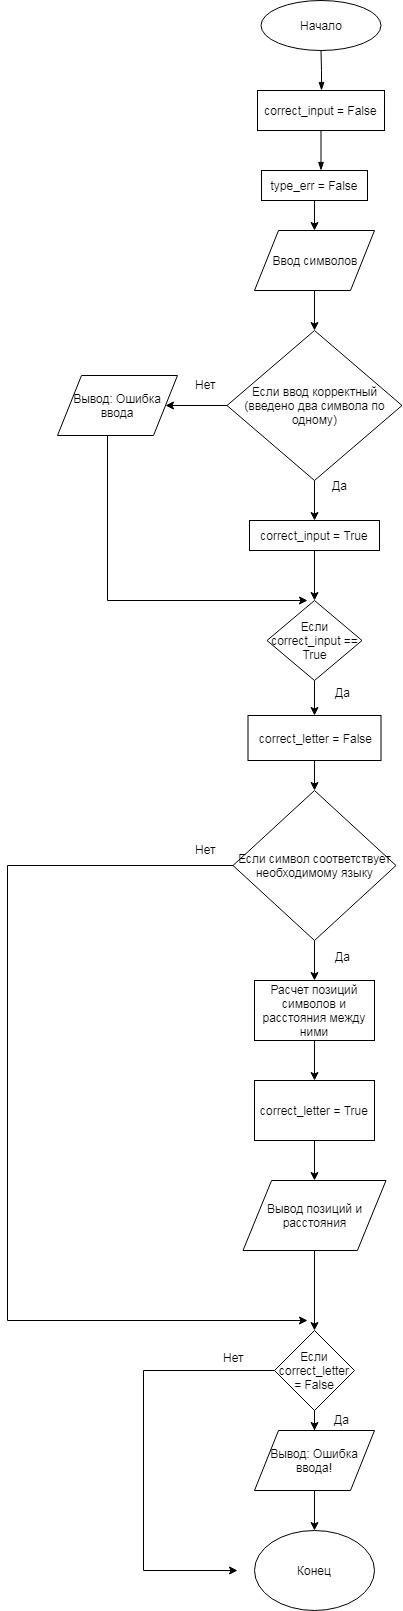 Начало
correct_input = False
type_err = False
Ввод символов
Если ввод корректный
(введено два символа по
одному)
Нет
Вывод: Ошибка
ввода
Да
correct_input = True
Если
correct_input ==
True
Да
correct_letter = False
Нет
Если символ соответствует
необходимому языку
Да
Расчет позиций
символов и
расстояния между
ними
correct_letter = True
Вывод позиций и
расстояния
Нет
Если
correct_letter
= False
Да
Вывод: Ошибка
ввода!
Конец